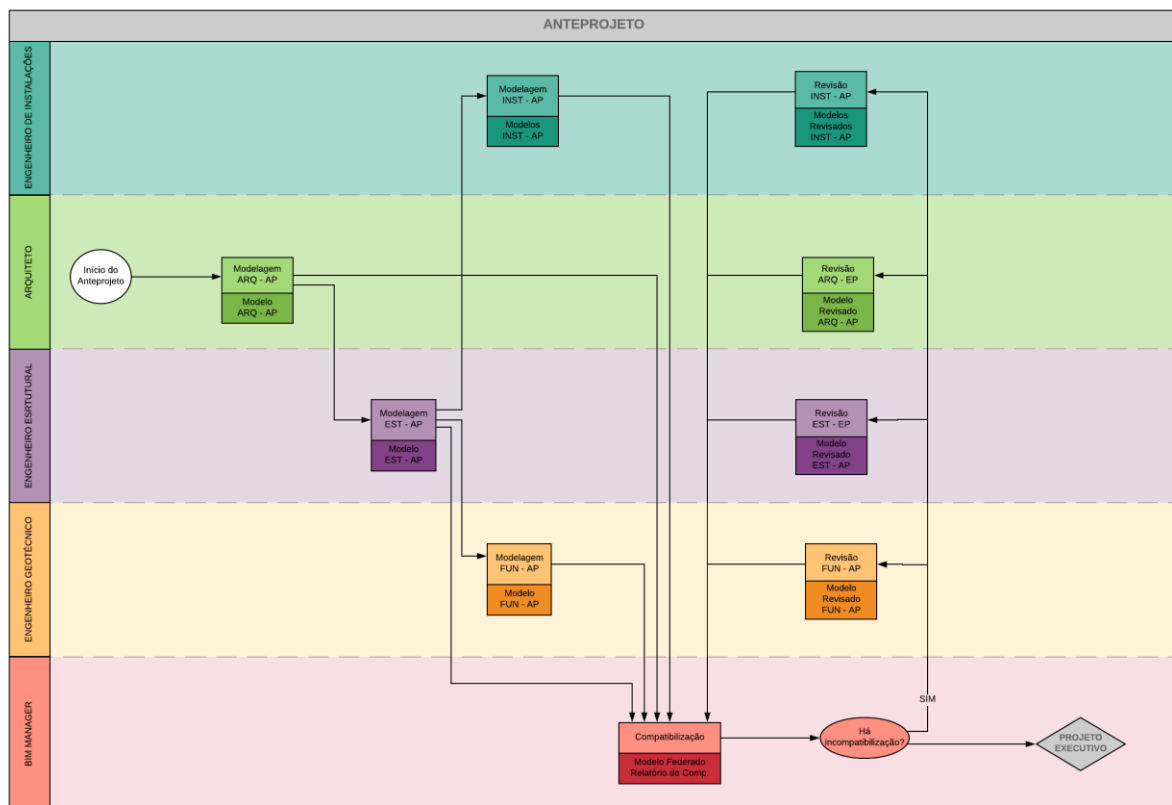 ANTEPROJETO
ENGENHEIRO DE INSTALAÇÕES
Modelagem
INST - AP
Modelos
INST - AP
Revisão
INST - AP
Modelos
Revisados
INST - AP
ARQUITETO
Início do
Anteprojeto
Modelagem
ARQ - AP
Modelo
ARQ - AP
Revisão
ARQ - EP
Modelo
Revisado
ARQ - AP
ENGENHEIRO ESRTUTURAL
Modelagem
EST - AP
Modelo
EST - AP
Revisão
EST - EP
Modelo
Revisado
EST - AP
ENGENHEIRO GEOTÉCNICO
Modelagem
FUN - AP
Modelo
FUN - AP
Revisão
FUN - AP
Modelo
Revisado
FUN - AP
BIM MANAGER
Compatibilização
Modelo Federado
Relatório de Comp.
Há
incompatibilização?
SIM
PROJETO
EXECUTIVO